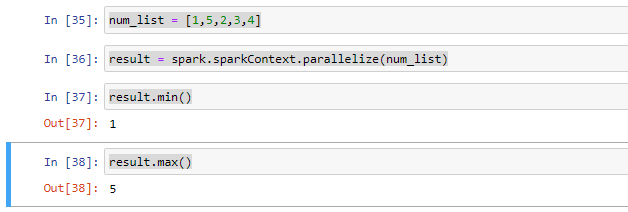 In [35]: num_list = [1,5,2,3,4]
In [36]: result = spark.sparkContext.parallelize(num_list)
In [37]: result.min()
Out[37]: 1
In [38]: result.max()
Out[38]: 5